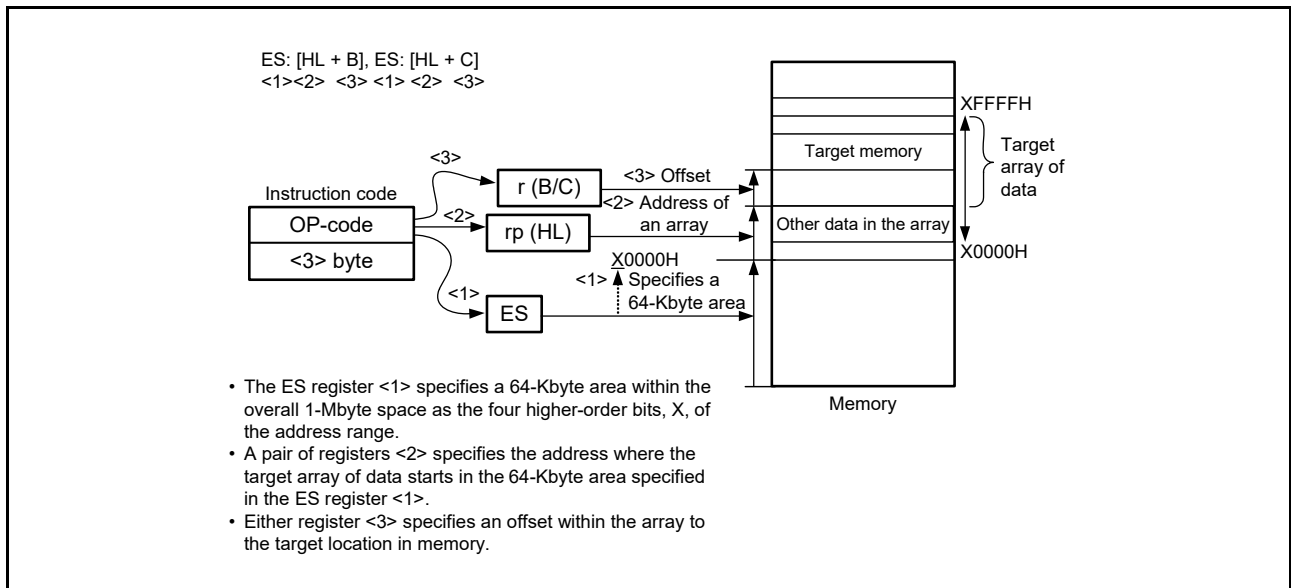 ES: [HL + B], ES: [HL + C]
<1><2> <3> <1> <2> <3>
XFFFFH
Target
array of
data
Target memory
<3>
Instruction code
OP-code
<3> byte
r (B/C)
<3> Offset
<2>
rp (HL)
<2> Address of
an array
Other data in the array
X0000H
X0000H
<1>
ES
<1>
Specifies a
64-Kbyte area
Memory
• The ES register <1> specifies a 64-Kbyte area within the
overall 1-Mbyte space as the four higher-order bits, X, of
the address range.
• A pair of registers <2> specifies the address where the
target array of data starts in the 64-Kbyte area specified
in the ES register <1>.
• Either register <3> specifies an offset within the array to
the target location in memory.